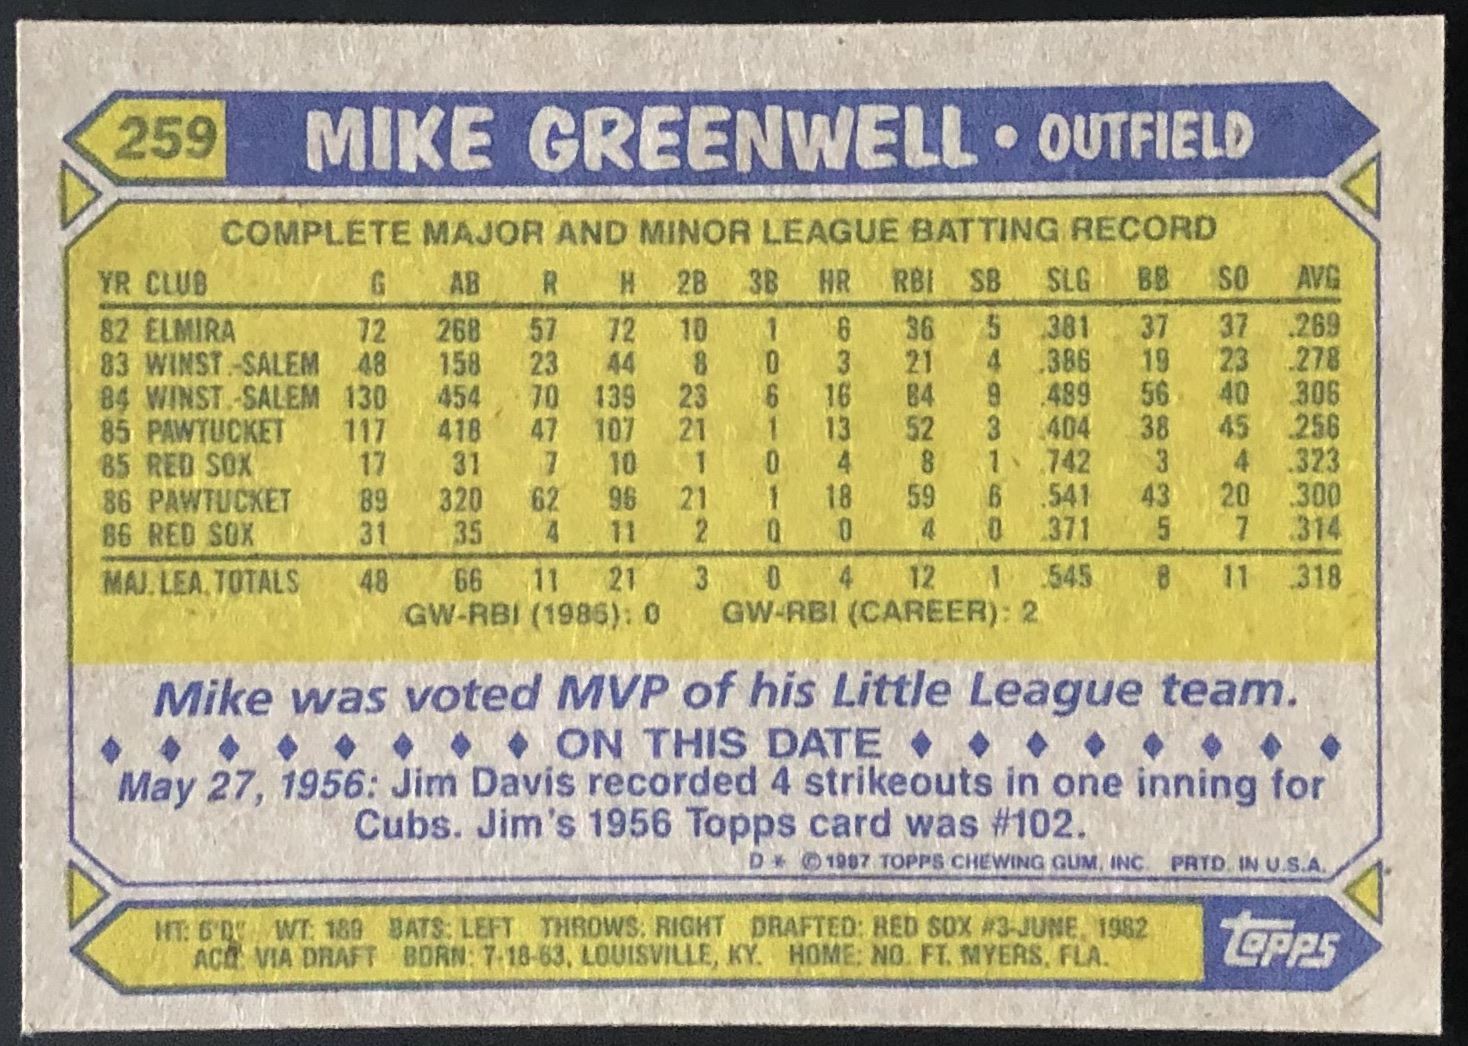 259 MIKE GREENWELL • OUTFIELD
COMPLETE MAJOR AND MINOR LEAGUE BATTING RECORD
YR CLUB G AB R H 2B 3B HR RBI SB SLG BB SO AVG
82 ELMIRA 72 268 57 72 10 1 6 36 5 .381 37 37 .269
83 WINST.-SALEM 48 158 23 44 8 0 3 21 4 .386 19 23 .278
84 WINST.-SALEM 130 454 70 139 23 6 16 84 9 .489 56 40 .306
85 PAWTUCKET 117 418 47 107 21 1 13 52 3 .404 38 45 .256
85 RED SOX 17 31 7 10 1 0 4 8 1 .742 3 4 .323
86 PAWTUCKET 89 320 62 96 21 1 18 59 6 .541 43 20 .300
86 RED SOX 31 35 4 11 2 0 0 4 0 .371 5 7 .314
MAJ. LEA. TOTALS 48 66 11 21 3 0 4 12 1 .545 8 11 .318
GW-RBI (1986): 0 GW-RBI (CAREER): 2
Mike was voted MVP of his Little League team.
ON THIS DATE
May 27, 1956: Jim Davis recorded 4 strikeouts in one inning for
Cubs. Jim's 1956 Topps card was #102.
D * © 1987 TOPPS CHEWING GUM, INC. PRTD. IN U.S.A.
HT: 6'0" WT: 189 BATS: LEFT THROWS: RIGHT DRAFTED: RED SOX #3-JUNE, 1982
ACQ: VIA DRAFT BORN: 7-18-63, LOUISVILLE, KY. HOME: NO. FT. MYERS, FLA.
topps